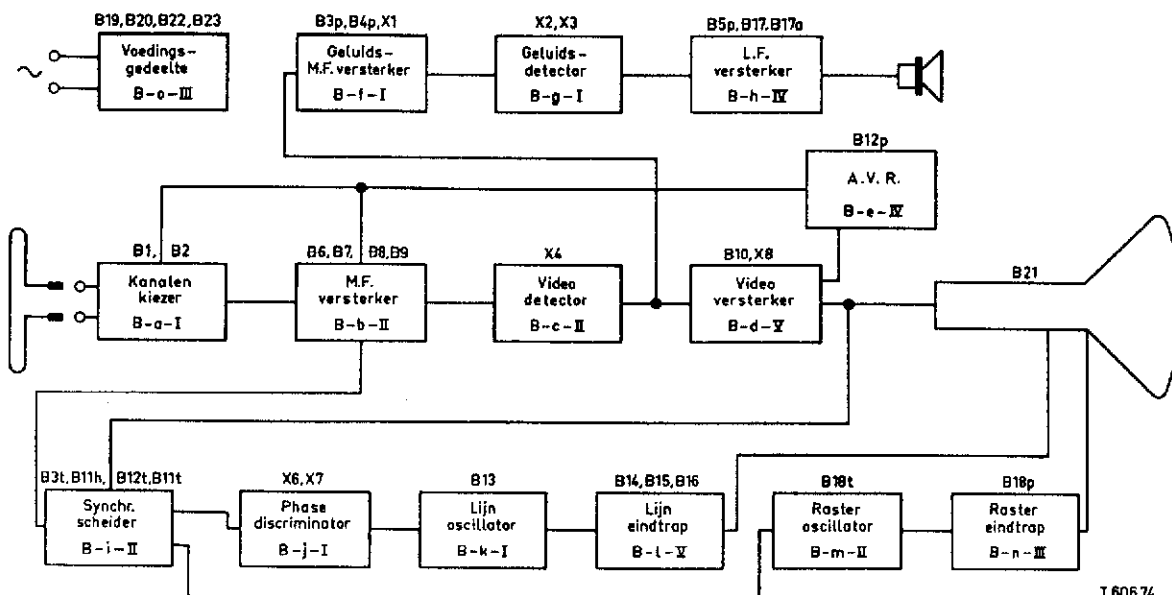 B19, B20, B22, B23
Voedings-
gedeelte
B-o-III
B3p, B4p, X1
Geluids-
M.F. versterker
B-f-I
X2, X3
Geluids-
detector
B-g-I
B5p, B17, B17a
L.F.
versterker
B-h-IV
B12p
A.V.R.
B-e-IV
B1, B2
Kanalen
kiezer
B-a-I
B6, B7, B8, B9
M.F.
versterker
B-b-II
X4
Video
detector
B-c-II
B10, X8
Video
versterker
B-d-V
B21
B3t, B11h, B12t, B11t
Synchr.
scheider
B-i-II
X6, X7
Phase
discriminator
B-j-I
B13
Lijn
oscillator
B-k-I
B14, B15, B16
Lijn
eindtrap
B-l-V
B18t
Raster
oscillator
B-m-II
B18p
Raster
eindtrap
B-n-III
T 606 74